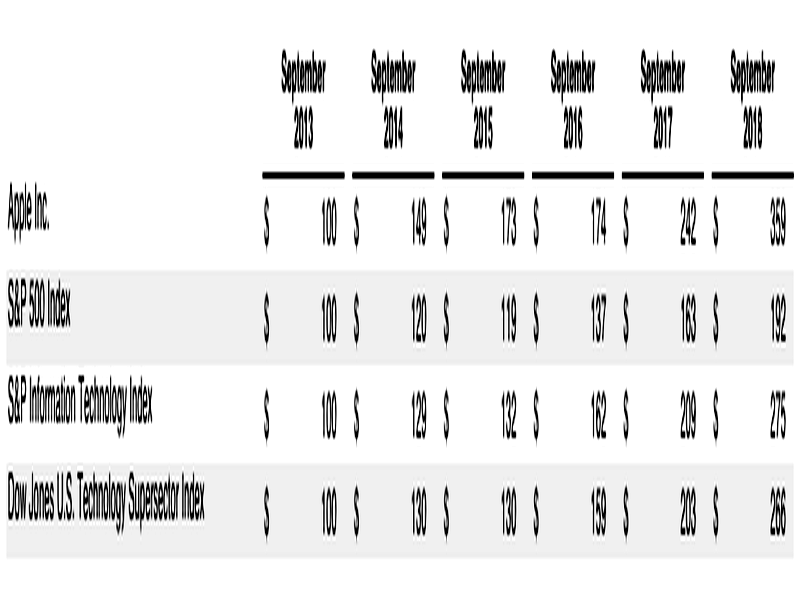 September September September September September September
2013 2014 2015 2016 2017 2018
Apple Inc. $ 100 $ 149 $ 173 $ 174 $ 242 $ 359
S&P 500 Index $ 100 $ 120 $ 119 $ 137 $ 163 $ 192
S&P Information Technology Index $ 100 $ 129 $ 132 $ 162 $ 209 $ 275
Dow Jones U.S. Technology Supersector Index $ 100 $ 130 $ 130 $ 159 $ 203 $ 266